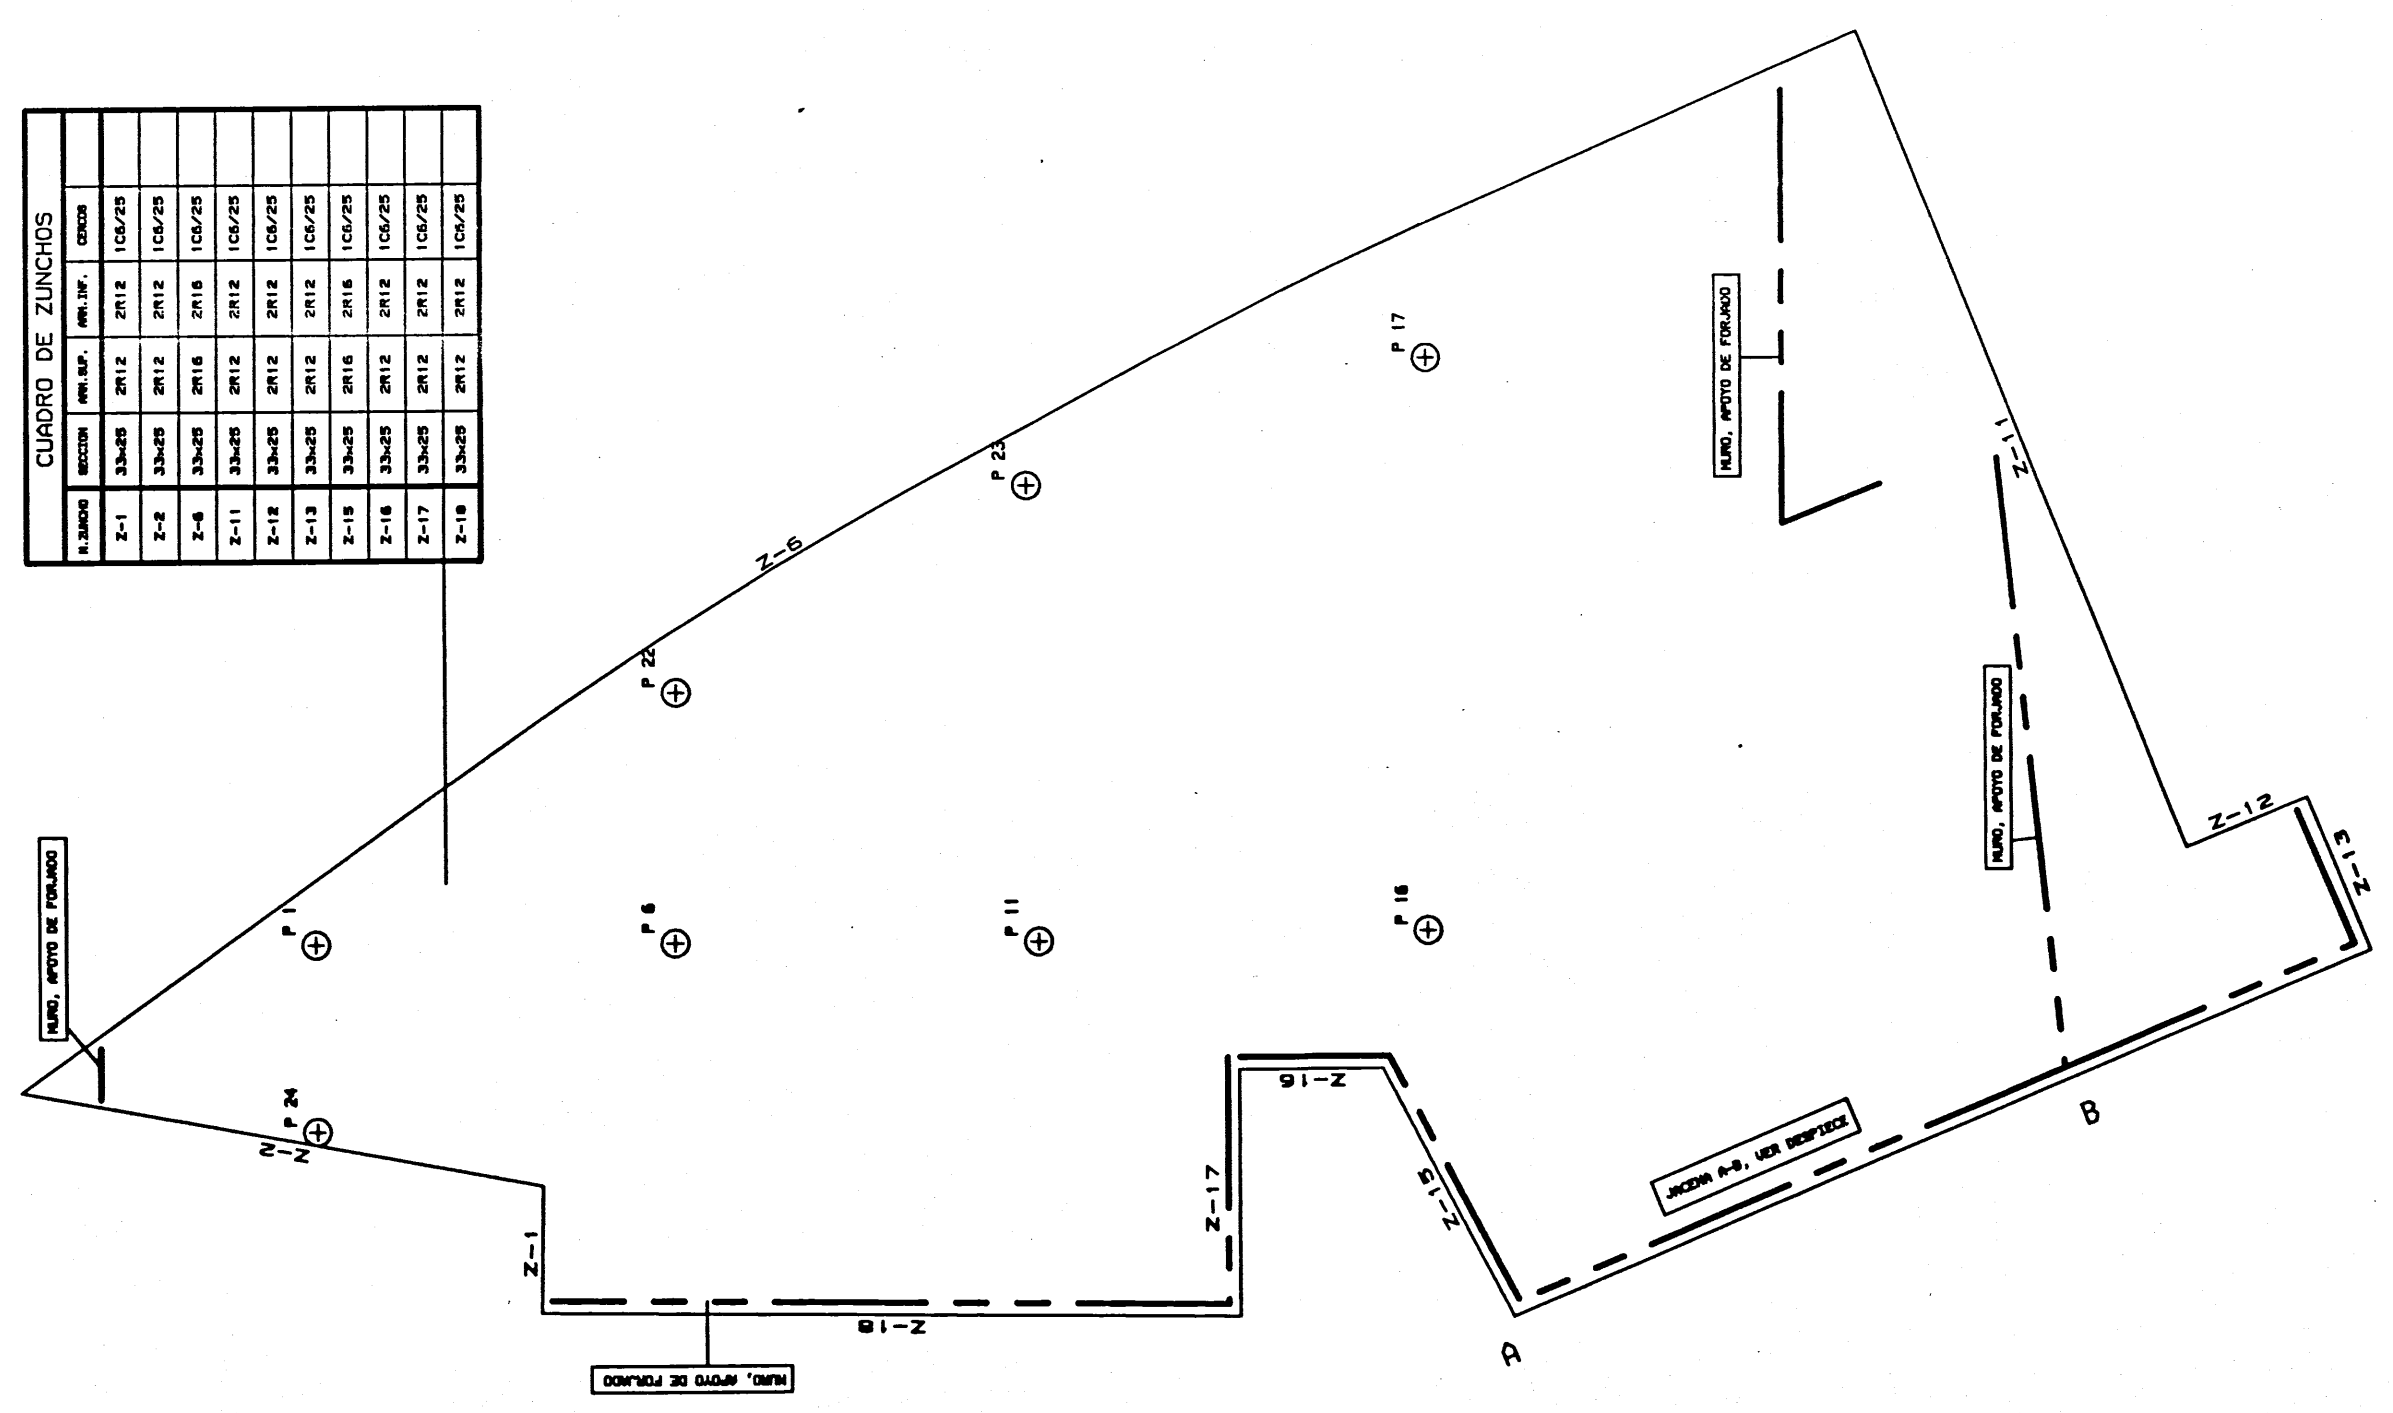 CUADRO DE ZUNCHOS
N.ZUNCHO SECCION ARM.SUP. ARM.INF. CERCOS
Z-1 33x25 2R12 2R12 1C6/25
Z-2 33x25 2R12 2R12 1C6/25
Z-6 33x25 2R16 2R16 1C6/25
Z-11 33x25 2R12 2R12 1C6/25
Z-12 33x25 2R12 2R12 1C6/25
Z-13 33x25 2R12 2R12 1C6/25
Z-15 33x25 2R16 2R16 1C6/25
Z-16 33x25 2R12 2R12 1C6/25
Z-17 33x25 2R12 2R12 1C6/25
Z-18 33x25 2R12 2R12 1C6/25
P 17
MURO, APOYO DE FORJADO
P 23
Z-11
Z-6
P 22
MURO, APOYO DE FORJADO
Z-12
Z-13
MURO, APOYO DE FORJADO
P 1
P 6
P 11
P 16
P 24
Z-2
Z-16
B
JACENA A-B, VER DESPIECE
Z-17
Z-15
Z-1
Z-18
A
MURO, APOYO DE FORJADO